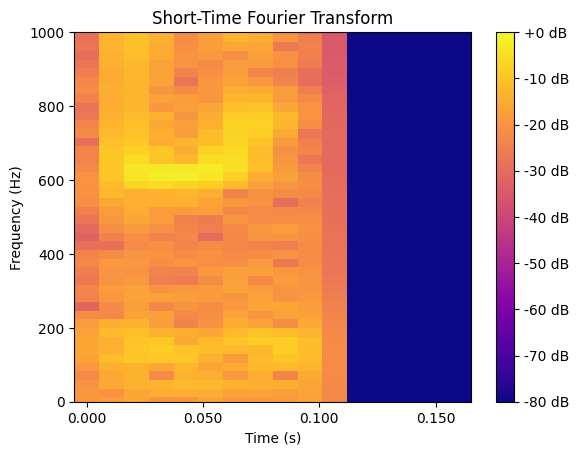 Short-Time Fourier Transform
Frequency (Hz)
1000
800
600
400
200
0
0.000
0.050
0.100
0.150
Time (s)
+0 dB
-10 dB
-20 dB
-30 dB
-40 dB
-50 dB
-60 dB
-70 dB
-80 dB